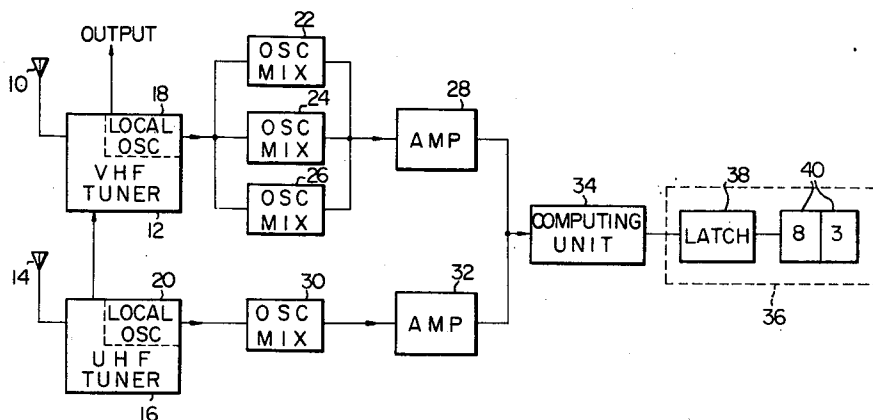 OUTPUT
10
18
LOCAL
OSC
VHF
TUNER
12
22
OSC
MIX
24
OSC
MIX
26
OSC
MIX
28
AMP
34
COMPUTING
UNIT
38
LATCH
40
8 3
36
14
20
LOCAL
OSC
UHF
TUNER
16
30
OSC
MIX
32
AMP